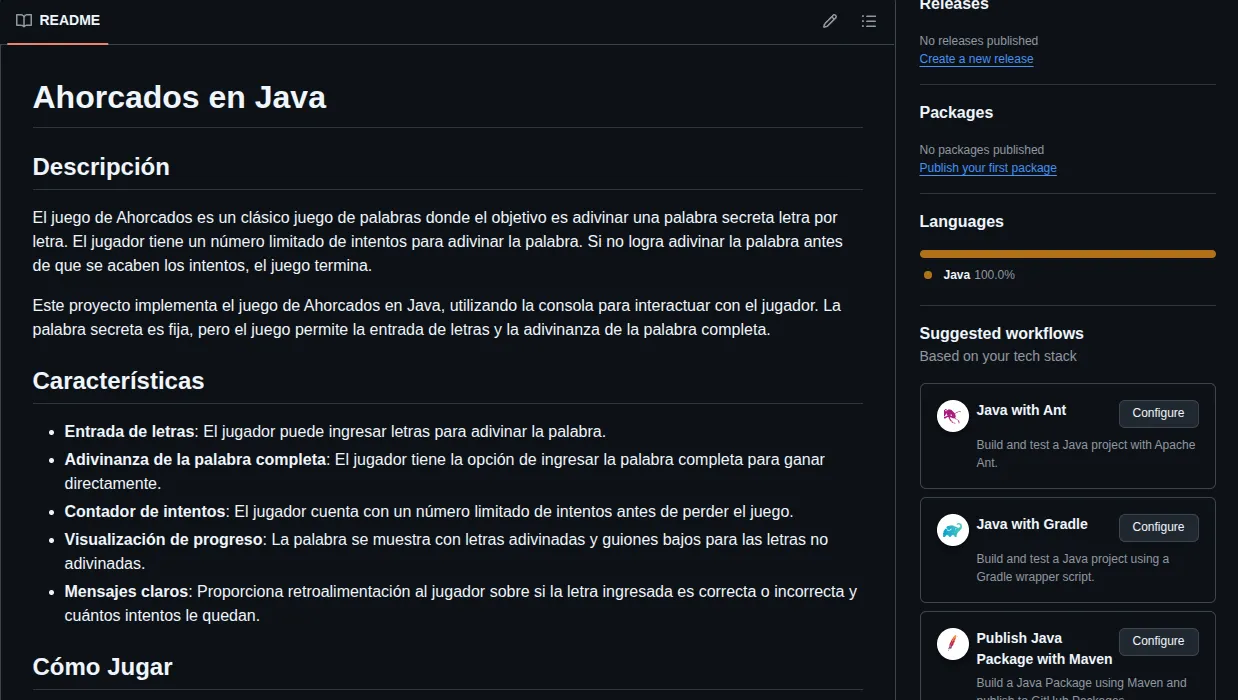 README
Ahorcados en Java
Descripción
El juego de Ahorcados es un clásico juego de palabras donde el objetivo es adivinar una palabra secreta letra por
letra. El jugador tiene un número limitado de intentos para adivinar la palabra. Si no logra adivinar la palabra antes
de que se acaben los intentos, el juego termina.
Este proyecto implementa el juego de Ahorcados en Java, utilizando la consola para interactuar con el jugador. La
palabra secreta es fija, pero el juego permite la entrada de letras y la adivinanza de la palabra completa.
Características
Entrada de letras: El jugador puede ingresar letras para adivinar la palabra.
Adivinanza de la palabra completa: El jugador tiene la opción de ingresar la palabra completa para ganar
directamente.
Contador de intentos: El jugador cuenta con un número limitado de intentos antes de perder el juego.
Visualización de progreso: La palabra se muestra con letras adivinadas y guiones bajos para las letras no
adivinadas.
Mensajes claros: Proporciona retroalimentación al jugador sobre si la letra ingresada es correcta o incorrecta y
cuántos intentos le quedan.
Cómo Jugar
Releases
No releases published
Create a new release
Packages
No packages published
Publish your first package
Languages
Java 100.0%
Suggested workflows
Based on your tech stack
Java with Ant
Configure
Build and test a Java project with Apache
Ant.
Java with Gradle
Configure
Build and test a Java project using a
Gradle wrapper script.
Publish Java
Package with Maven
Configure
Build a Java Package using Maven and
publish to GitHub Packages.